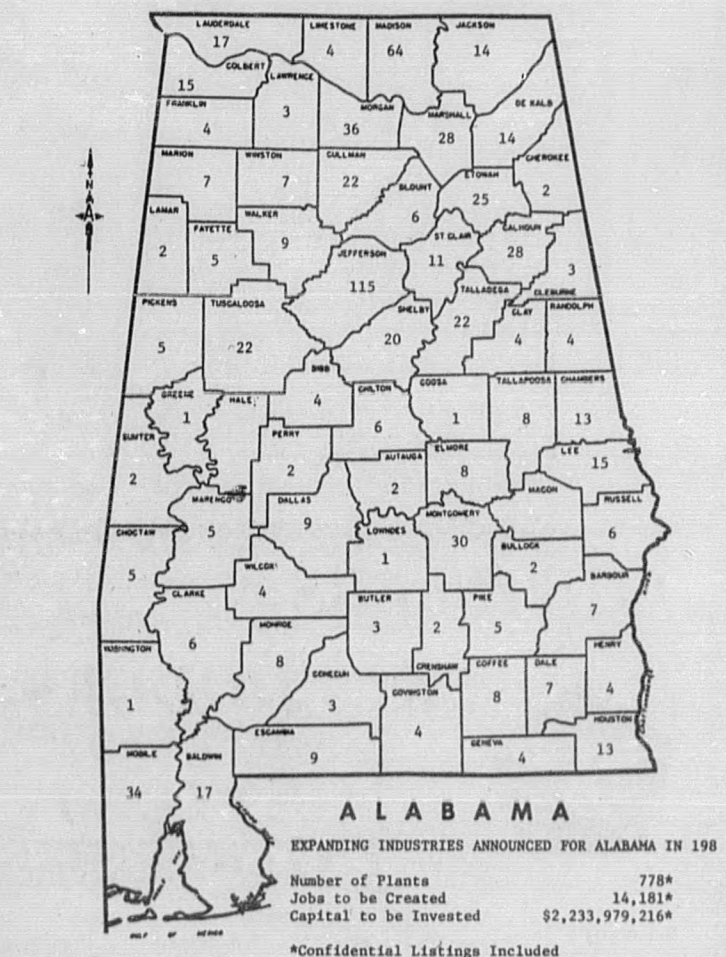 LAUDERDALE
17
LIMESTONE
4
MADISON
64
JACKSON
14
COLBERT
15
LAWRENCE
3
FRANKLIN
4
MORGAN
36
MARSHALL
28
DE KALB
14
CHEROKEE
2
MARION
7
WINSTON
7
CULLMAN
22
BLOUNT
6
ETOWAH
25
N
LAMAR
2
FAYETTE
5
WALKER
9
JEFFERSON
115
ST CLAIR
11
CALHOUN
28
CLEBURNE
3
PICKENS
5
TUSCALOOSA
22
SHELBY
20
TALLADEGA
22
CLAY
4
RANDOLPH
4
BIBB
4
GREENE
1
HALE
CHILTON
6
COOSA
1
TALLAPOOSA
8
CHAMBERS
13
SUMTER
2
PERRY
2
AUTAUGA
2
ELMORE
8
LEE
15
MARENGO
5
DALLAS
9
LOWNDES
1
MONTGOMERY
30
MACON
RUSSELL
6
CHOCTAW
5
WILCOX
4
BULLOCK
2
BARBOUR
7
CLARKE
6
MONROE
8
BUTLER
3
CRENSHAW
2
PIKE
5
HENRY
4
WASHINGTON
1
CONECUH
3
COVINGTON
4
COFFEE
8
DALE
7
HOUSTON
13
ESCAMBIA
9
GENEVA
4
MOBILE
34
BALDWIN
17
GULF OF MEXICO
ALABAMA
EXPANDING INDUSTRIES ANNOUNCED FOR ALABAMA IN 198
Number of Plants 778*
Jobs to be Created 14,181*
Capital to be Invested $2,233,979,216*
*Confidential Listings Included